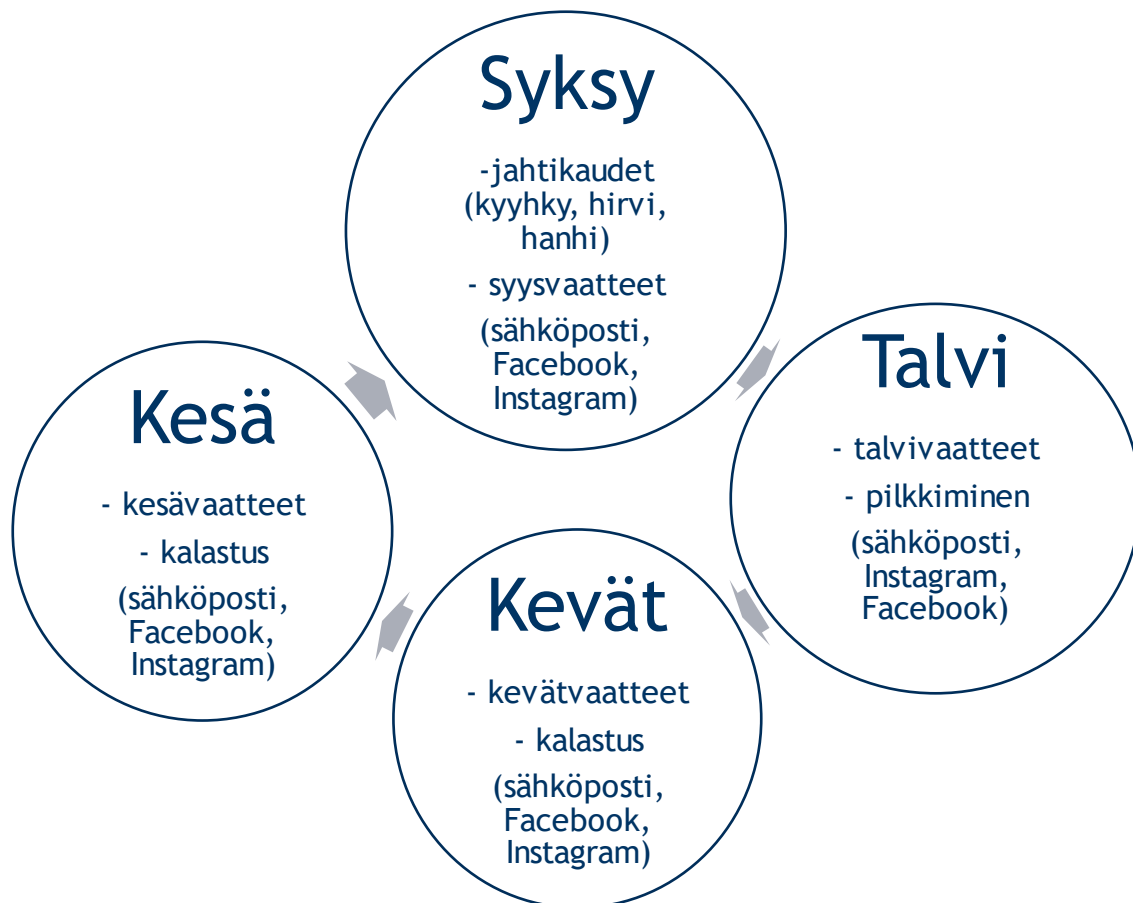 Syksy
-jahtikaudet
(kyyhky, hirvi,
hanhi)
- syysvaatteet
(sähköposti,
Facebook,
Instagram)
Talvi
- talvivaatteet
- pilkkiminen
(sähköposti,
Instagram,
Facebook)
Kevät
- kevätvaatteet
- kalastus
(sähköposti,
Facebook,
Instagram)
Kesä
- kesävaatteet
- kalastus
(sähköposti,
Facebook,
Instagram)